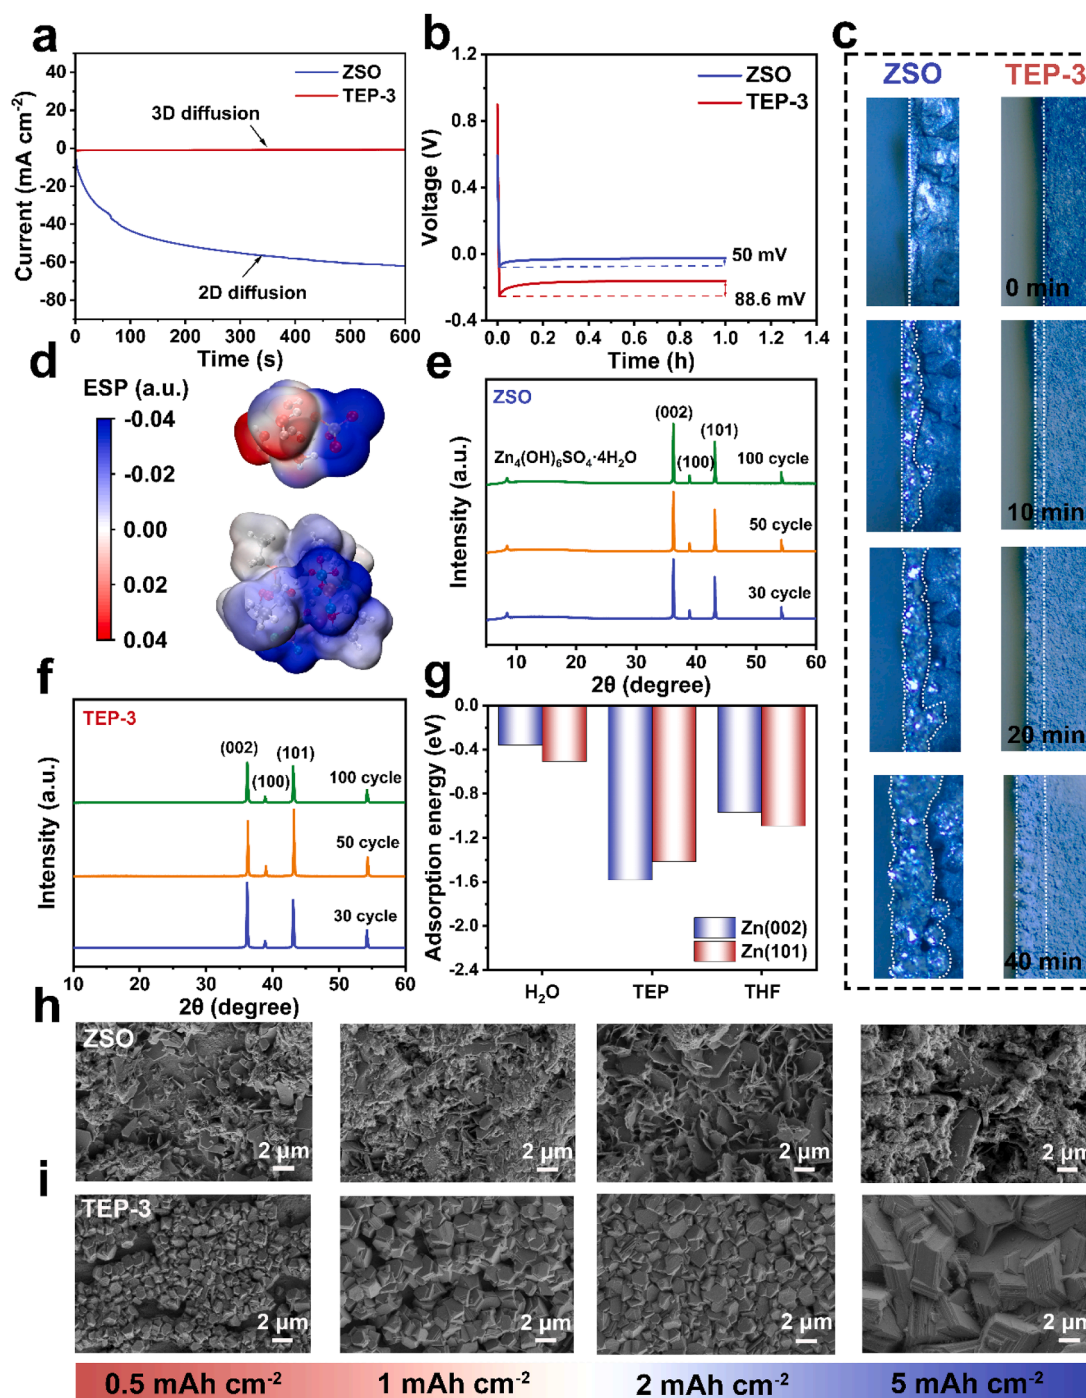 a
40
20
0
-20
-40
-60
-80
Current (mA cm⁻²)
ZSO
TEP-3
3D diffusion
2D diffusion
0 100 200 300 400 500 600
Time (s)
b
1.2
0.8
0.4
0.0
-0.4
Voltage (V)
ZSO
TEP-3
50 mV
88.6 mV
0.0 0.2 0.4 0.6 0.8 1.0 1.2 1.4
Time (h)
c
ZSO TEP-3
0 min
10 min
20 min
40 min
d
ESP (a.u.)
-0.04
-0.02
0.00
0.02
0.04
e
ZSO
Intensity (a.u.)
(002)
(100)
(101)
Zn₄(OH)₆SO₄·4H₂O
100 cycle
50 cycle
30 cycle
10 20 30 40 50 60
2θ (degree)
f
TEP-3
Intensity (a.u.)
(002)
(100)
(101)
100 cycle
50 cycle
30 cycle
10 20 30 40 50 60
2θ (degree)
g
0.0
-0.4
-0.8
-1.2
-1.6
-2.0
-2.4
Adsorption energy (eV)
Zn(002)
Zn(101)
H₂O TEP THF
h
ZSO
2 μm
2 μm
2 μm
2 μm
i
TEP-3
2 μm
2 μm
2 μm
2 μm
0.5 mAh cm⁻² 1 mAh cm⁻² 2 mAh cm⁻² 5 mAh cm⁻²